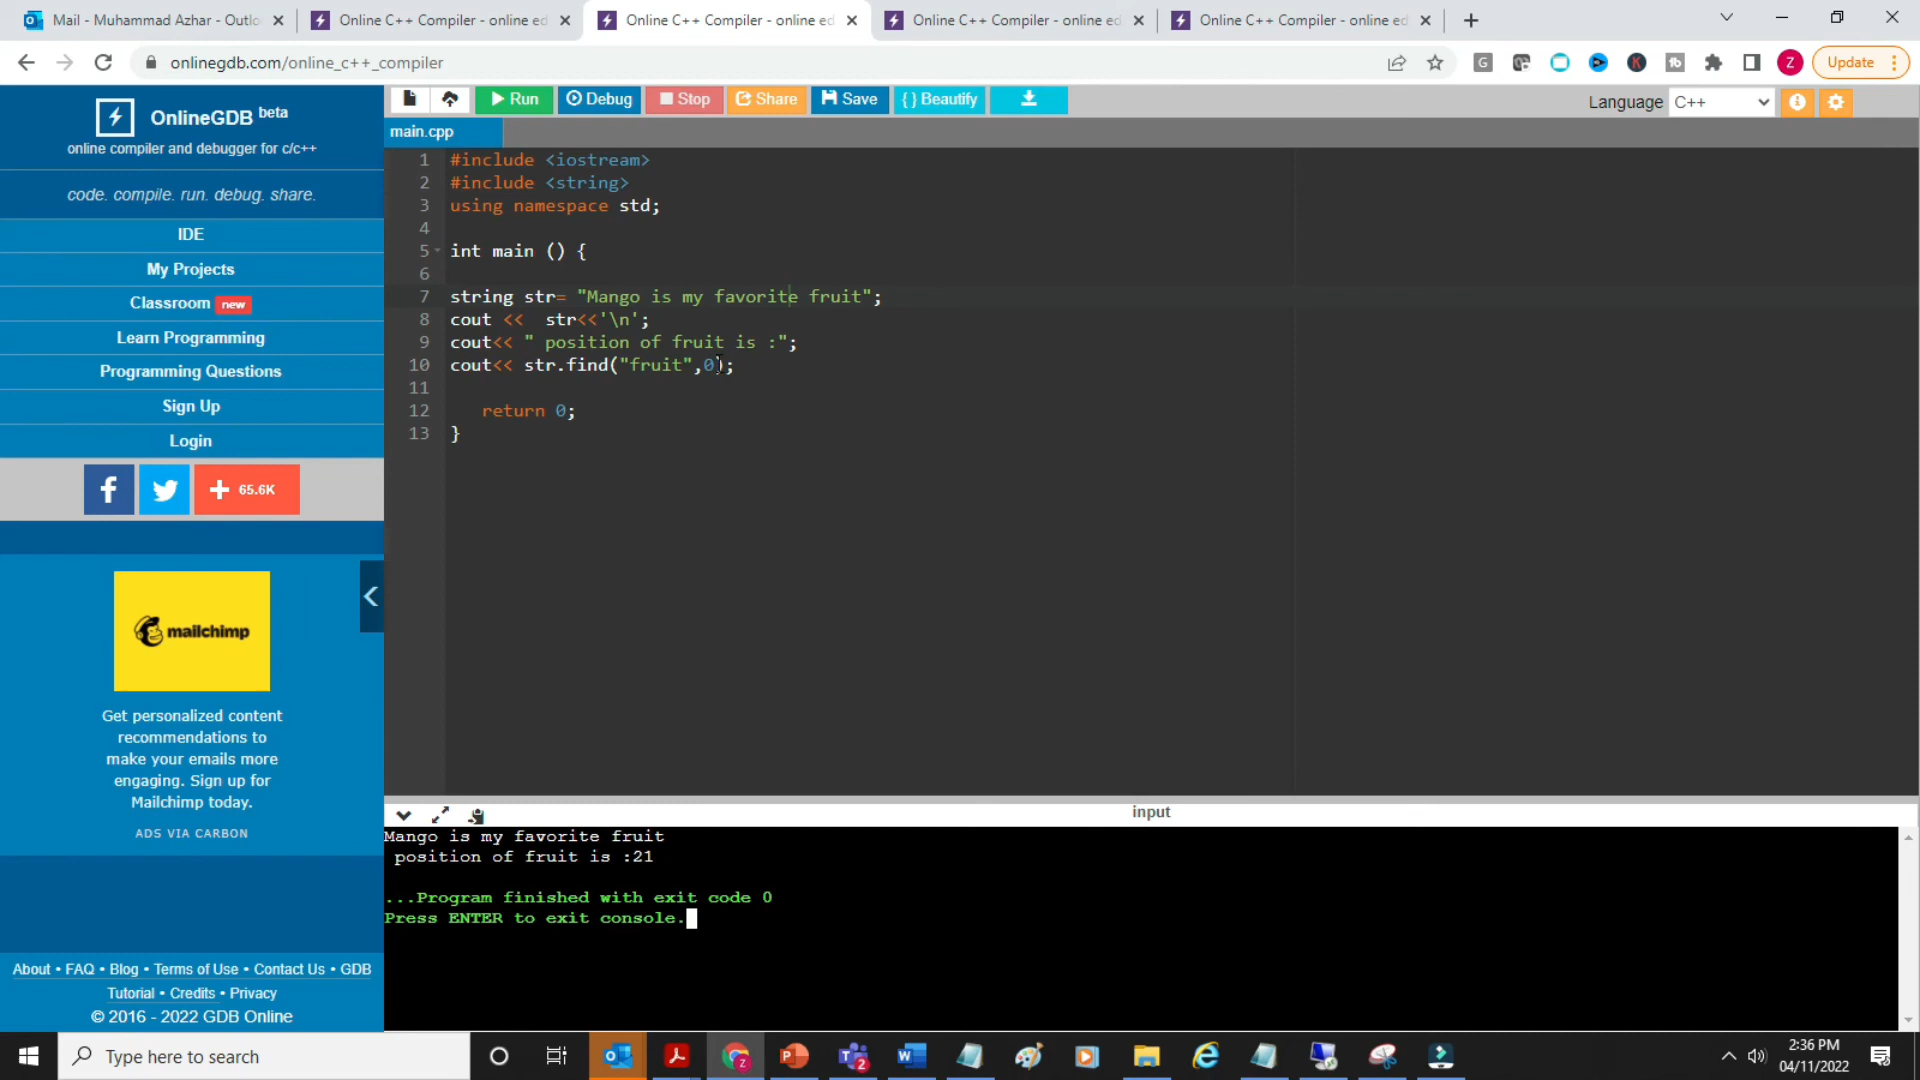 Mail - Muhammad Azhar - Outlo
Online C++ Compiler - online ed
Online C++ Compiler - online ed
Online C++ Compiler - online ed
Online C++ Compiler - online ed
onlinegdb.com/online_c++_compiler
Update
OnlineGDB beta
online compiler and debugger for c/c++
code. compile. run. debug. share.
IDE
My Projects
Classroom new
Learn Programming
Programming Questions
Sign Up
Login
65.6K
mailchimp
Get personalized content
recommendations to
make your emails more
engaging. Sign up for
Mailchimp today.
ADS VIA CARBON
About • FAQ • Blog • Terms of Use • Contact Us • GDB
Tutorial • Credits • Privacy
© 2016 - 2022 GDB Online
Run Debug Stop Share Save { } Beautify
Language C++
main.cpp
1 #include <iostream>
2 #include <string>
3 using namespace std;
4
5 int main () {
6
7 string str= "Mango is my favorite fruit";
8 cout <<  str<<'\n';
9 cout<< " position of fruit is :";
10 cout<< str.find("fruit",0);
11
12    return 0;
13 }
input
Mango is my favorite fruit
 position of fruit is :21
...Program finished with exit code 0
Press ENTER to exit console.
Type here to search
2:36 PM
04/11/2022